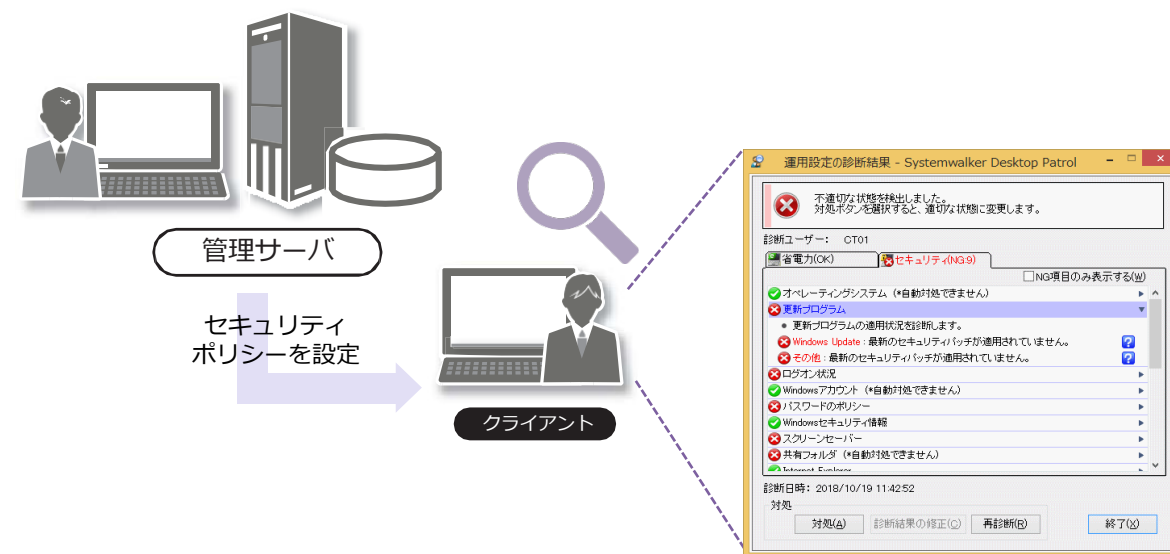 管理サーバ
セキュリティ
ポリシーを設定
クライアント
運用設定の診断結果 - Systemwalker Desktop Patrol
不適切な状態を検出しました。
対処ボタンを選択すると、適切な状態に変更します。
診断ユーザー: CT01
省電力(OK)
セキュリティ(NG:9)
NG項目のみ表示する(W)
オペレーティングシステム (*自動対処できません)
更新プログラム
● 更新プログラムの適用状況を診断します。
Windows Update : 最新のセキュリティパッチが適用されていません。
その他 : 最新のセキュリティパッチが適用されていません。
ログオン状況
Windowsアカウント (*自動対処できません)
パスワードのポリシー
Windowsセキュリティ情報
スクリーンセーバー
共有フォルダ (*自動対処できません)
Internet Explorer
診断日時: 2018/10/19 11:42:52
対処
対処(A)
診断結果の修正(C)
再診断(R)
終了(X)